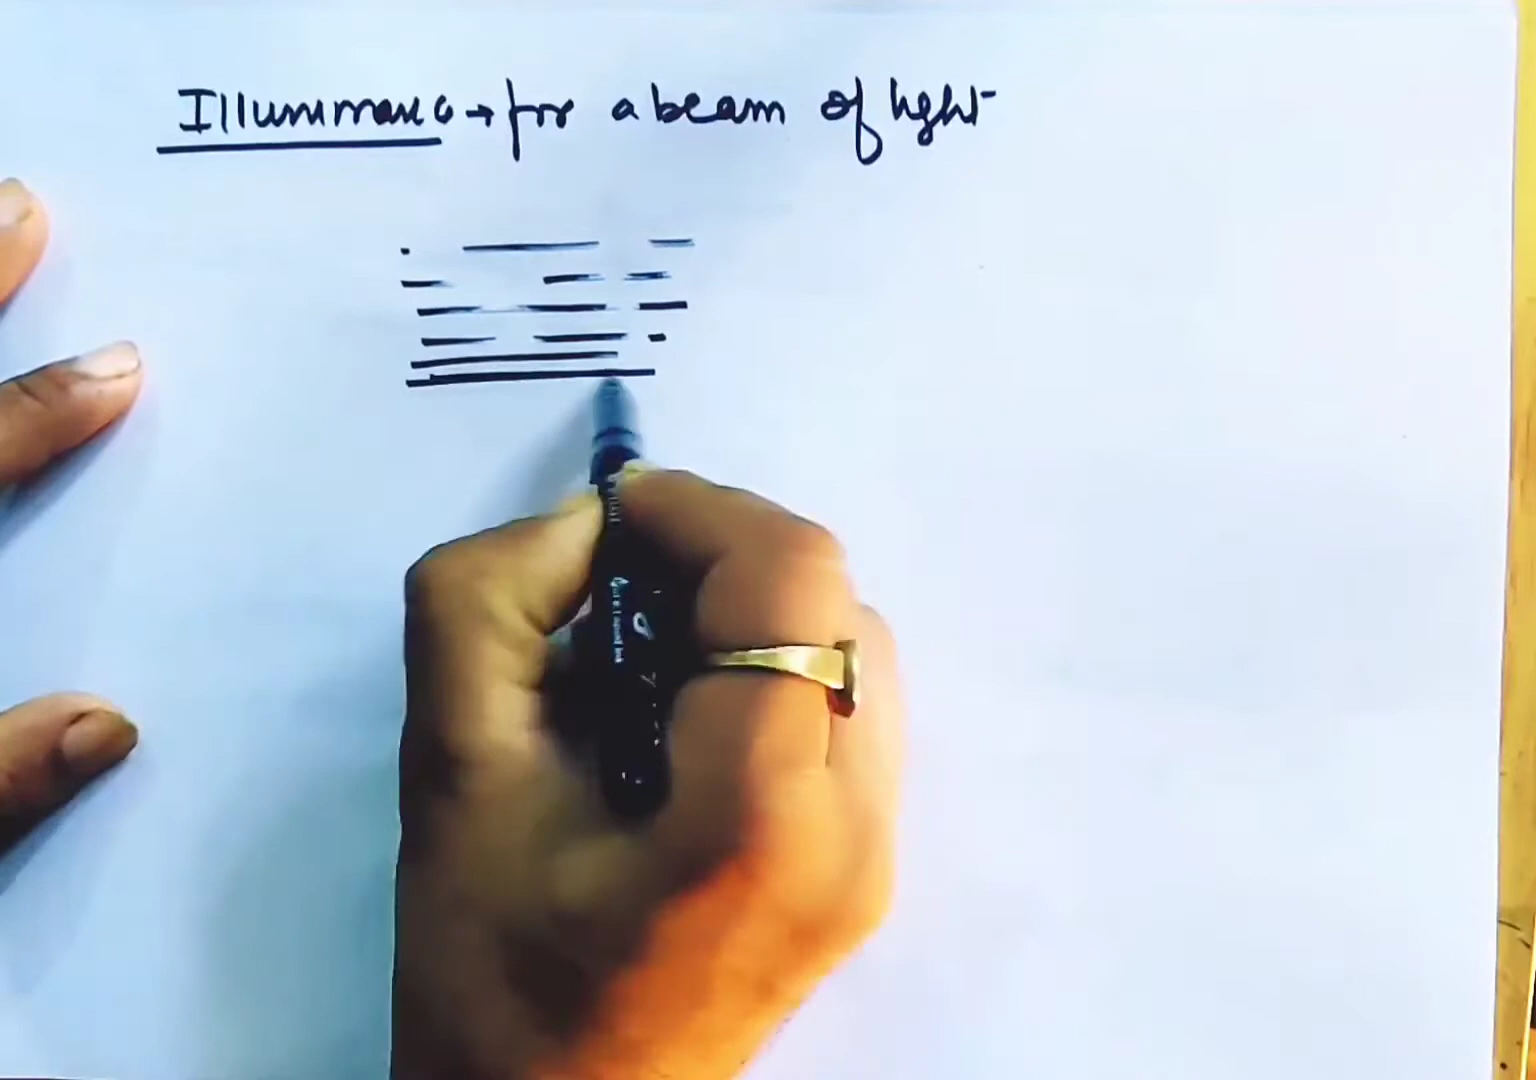 Illuminance → for a beam of light